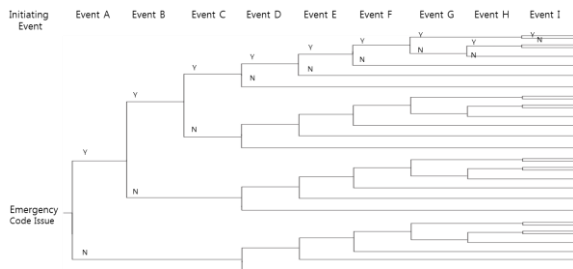 Initiating Event A Event B Event C Event D Event E Event F Event G Event H Event I
Event
Y Y N
Y Y
Y N N
Y N
Y N
Y N
Y
N
Y
N
Emergency
Code Issue
N